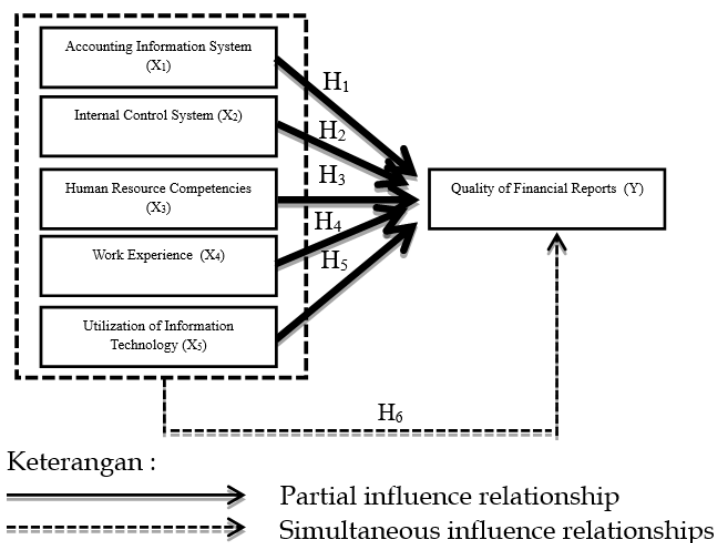 Accounting Information System
(X1)
H1
Internal Control System (X2)
H2
Human Resource Competencies
(X3)
H3
Quality of Financial Reports (Y)
Work Experience (X4)
H4
H5
Utilization of Information
Technology (X5)
H6
Keterangan :
Partial influence relationship
Simultaneous influence relationships